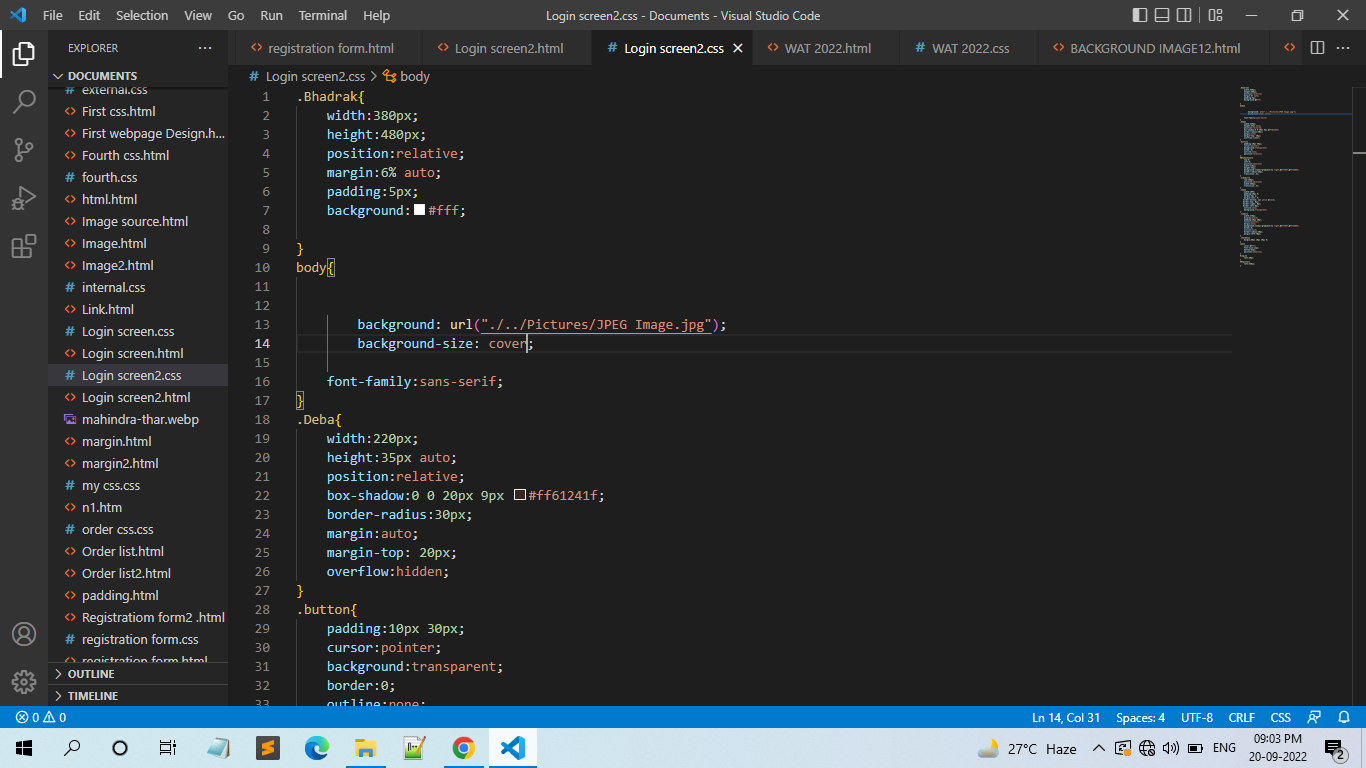 File Edit Selection View Go Run Terminal Help Login screen2.css - Documents - Visual Studio Code
EXPLORER
registration form.html Login screen2.html Login screen2.css WAT 2022.html WAT 2022.css BACKGROUND IMAGE12.html
DOCUMENTS
external.css
First css.html
First webpage Design.h...
Fourth css.html
fourth.css
html.html
Image source.html
Image.html
Image2.html
internal.css
Link.html
Login screen.css
Login screen.html
Login screen2.css
Login screen2.html
mahindra-thar.webp
margin.html
margin2.html
my css.css
n1.htm
order css.css
Order list.html
Order list2.html
padding.html
Registratiom form2 .html
registration form.css
registration form.html
OUTLINE
TIMELINE
# Login screen2.css > body
1 .Bhadrak{
2 width:380px;
3 height:480px;
4 position:relative;
5 margin:6% auto;
6 padding:5px;
7 background:#fff;
8
9 }
10 body{
11
12
13 background: url("./../Pictures/JPEG Image.jpg");
14 background-size: cover;
15
16 font-family:sans-serif;
17 }
18 .Deba{
19 width:220px;
20 height:35px auto;
21 position:relative;
22 box-shadow:0 0 20px 9px #ff61241f;
23 border-radius:30px;
24 margin:auto;
25 margin-top: 20px;
26 overflow:hidden;
27 }
28 .button{
29 padding:10px 30px;
30 cursor:pointer;
31 background:transparent;
32 border:0;
33 outline:none;
0 0 Ln 14, Col 31 Spaces: 4 UTF-8 CRLF CSS
27°C Haze ENG 09:03 PM
20-09-2022 2